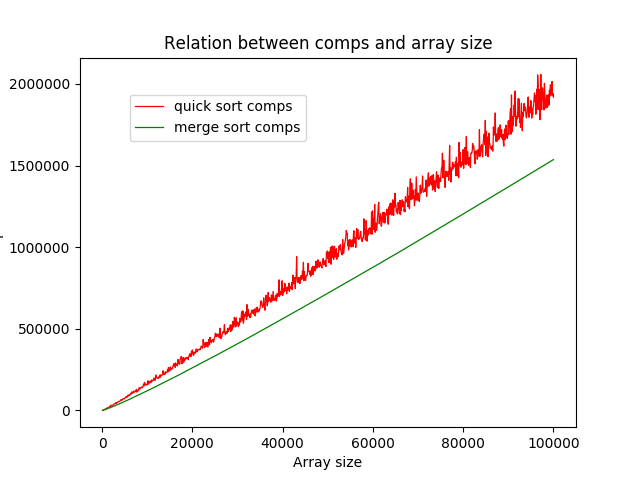 Relation between comps and array size
quick sort comps
merge sort comps
2000000
1500000
1000000
500000
0
0 20000 40000 60000 80000 100000
Array size